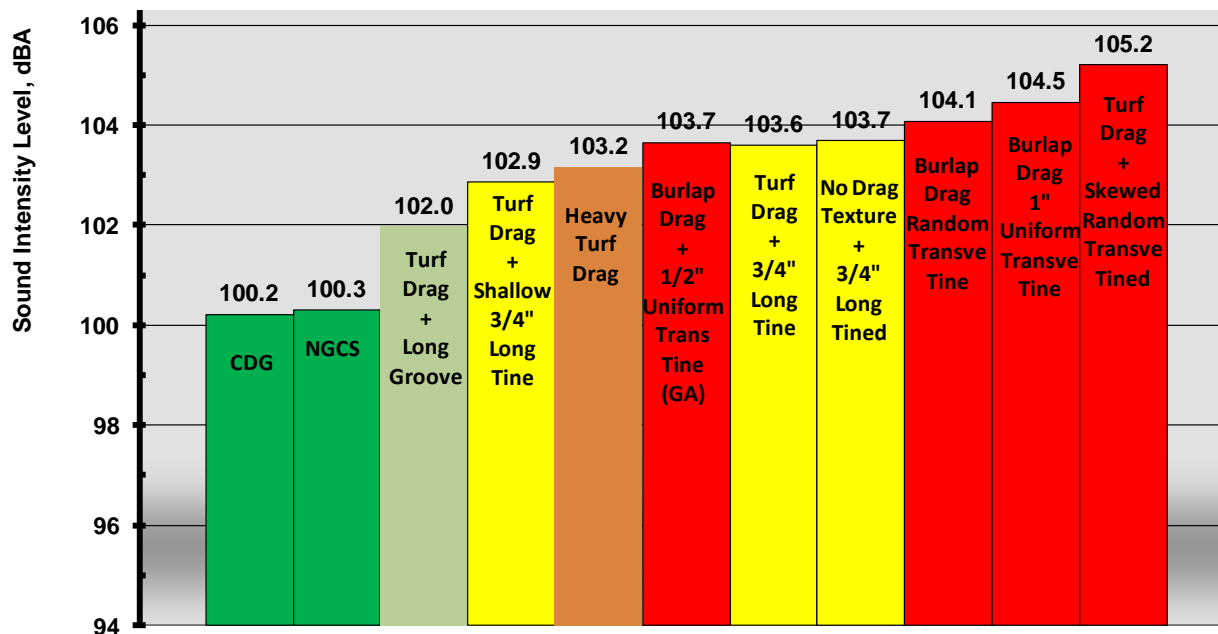 Sound Intensity Level, dBA
106
104
102
100
98
96
94
100.2
CDG
100.3
NGCS
102.0
Turf
Drag
+
Long
Groove
102.9
Turf
Drag
+
Shallow
3/4"
Long
Tine
103.2
Heavy
Turf
Drag
103.7
Burlap
Drag
+
1/2"
Uniform
Trans
Tine
(GA)
103.6
Turf
Drag
+
3/4"
Long
Tine
103.7
No Drag
Texture
+
3/4"
Long
Tined
104.1
Burlap
Drag
Random
Transve
Tine
104.5
Burlap
Drag
1"
Uniform
Transve
Tine
105.2
Turf
Drag
+
Skewed
Random
Transve
Tined